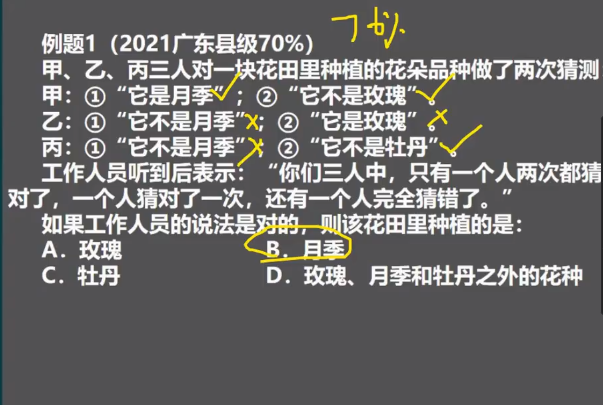 7 b%
例题1（2021广东县级70%）
甲、乙、丙三人对一块花田里种植的花朵品种做了两次猜测
甲：①“它是月季”；②“它不是玫瑰”。
乙：①“它不是月季”；②“它是玫瑰”。
丙：①“它不是月季”；②“它不是牡丹”。
工作人员听到后表示：“你们三人中，只有一个人两次都猜
对了，一个人猜对了一次，还有一个人完全猜错了。”
如果工作人员的说法是对的，则该花田里种植的是：
A．玫瑰 B．月季
C．牡丹 D．玫瑰、月季和牡丹之外的花种